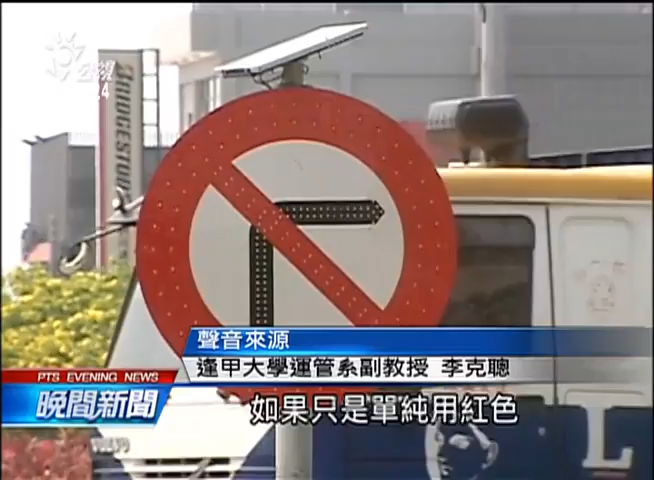 公視
24
BRIDGESTONE
聲音來源
逢甲大學運管系副教授 李克聰
PTS EVENING NEWS
晚間新聞
如果只是單純用紅色
L